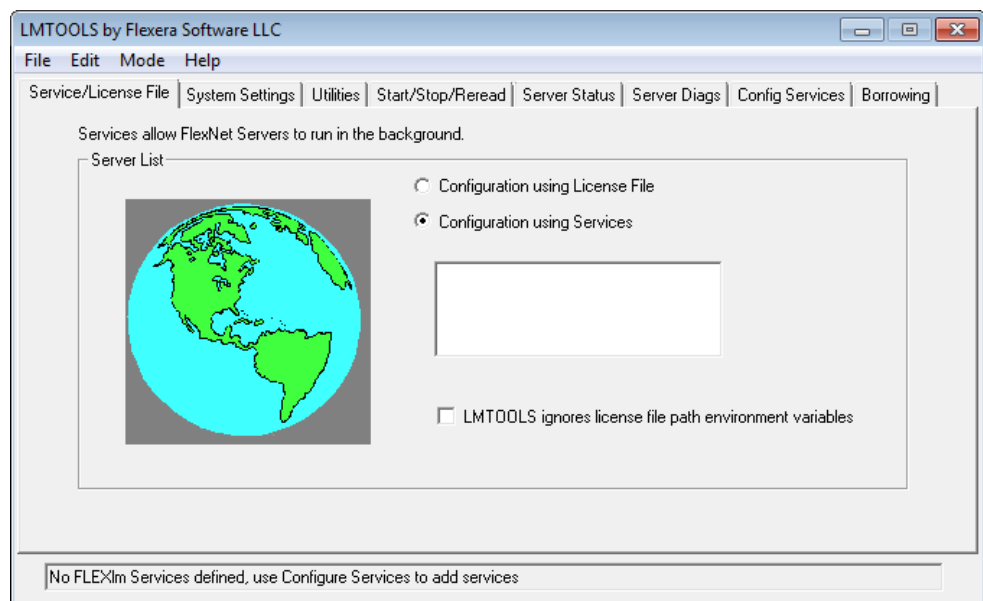 LMTOOLS by Flexera Software LLC
File Edit Mode Help
Service/License File System Settings Utilities Start/Stop/Reread Server Status Server Diags Config Services Borrowing
Services allow FlexNet Servers to run in the background.
Server List
Configuration using License File
Configuration using Services
LMTOOLS ignores license file path environment variables
No FLEXlm Services defined, use Configure Services to add services